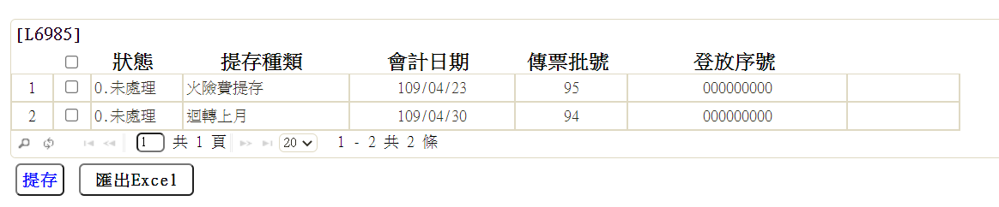 [L6985]
狀態 提存種類 會計日期 傳票批號 登放序號
1 0.未處理 火險費提存 109/04/23 95 000000000
2 0.未處理 迴轉上月 109/04/30 94 000000000
1 共 1 頁 20 1 - 2 共 2 條
提存 匯出Excel